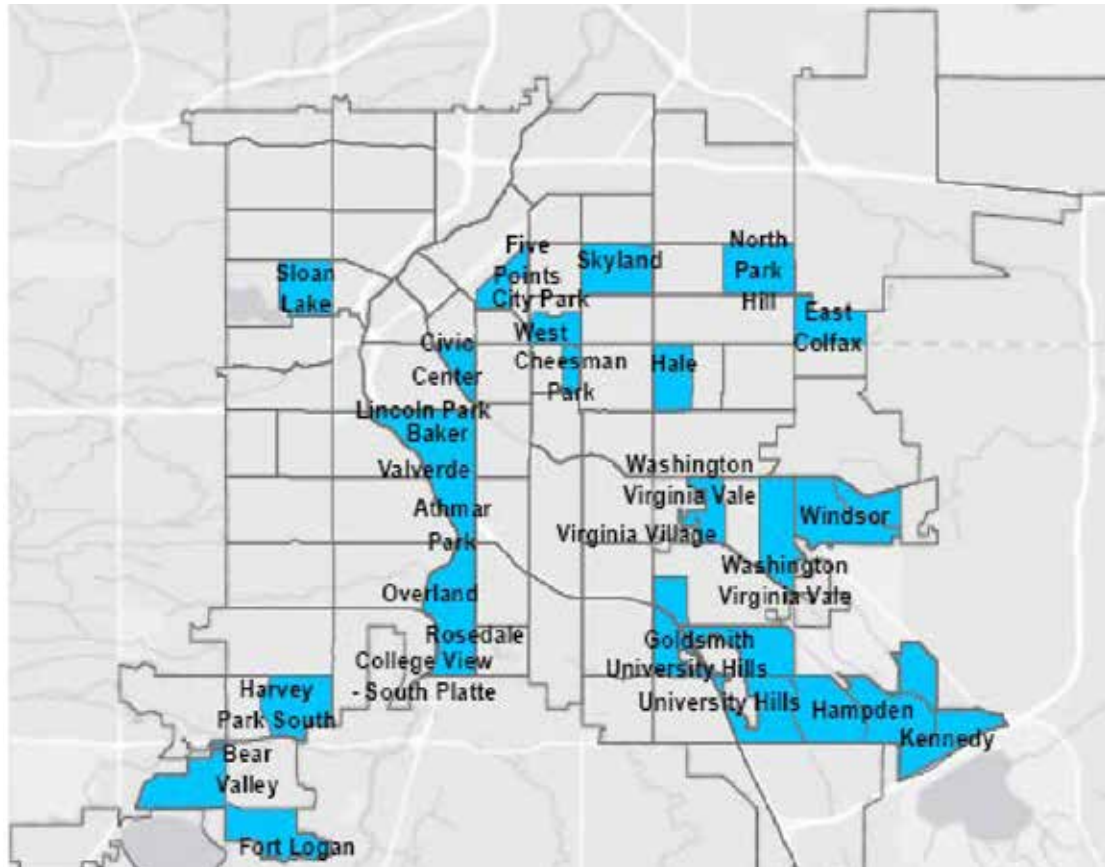 Five
Points
Skyland
North
Park
Hill
Sloan
Lake
City Park
West
East
Colfax
Civic
Center
Cheesman
Park
Hale
Lincoln Park
Baker
Valverde
Athmar
Park
Washington
Virginia Vale
Virginia Village
Windsor
Washington
Virginia Vale
Overland
Rosedale
College View
- South Platte
Goldsmith
University Hills
University Hills
Hampden
Kennedy
Harvey
Park South
Bear
Valley
Fort Logan